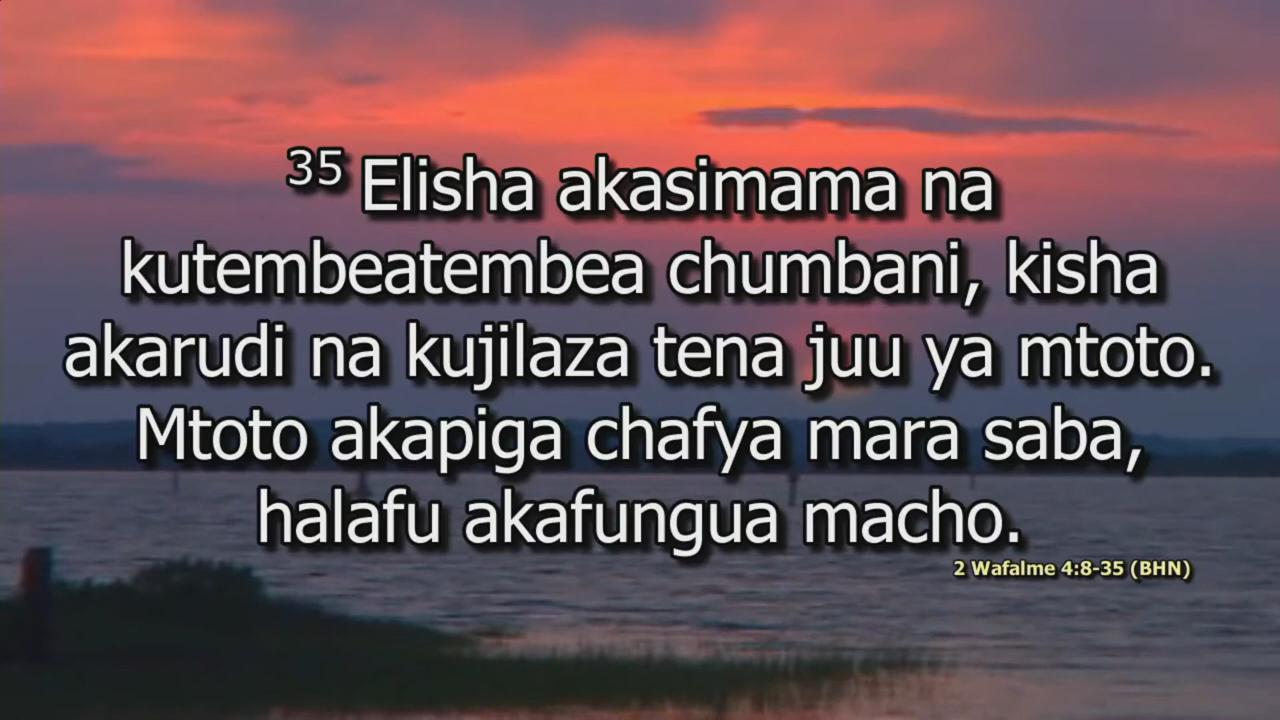 35 Elisha akasimama na
kutembeatembea chumbani, kisha
akarudi na kujilaza tena juu ya mtoto.
Mtoto akapiga chafya mara saba,
halafu akafungua macho.
2 Wafalme 4:8-35 (BHN)